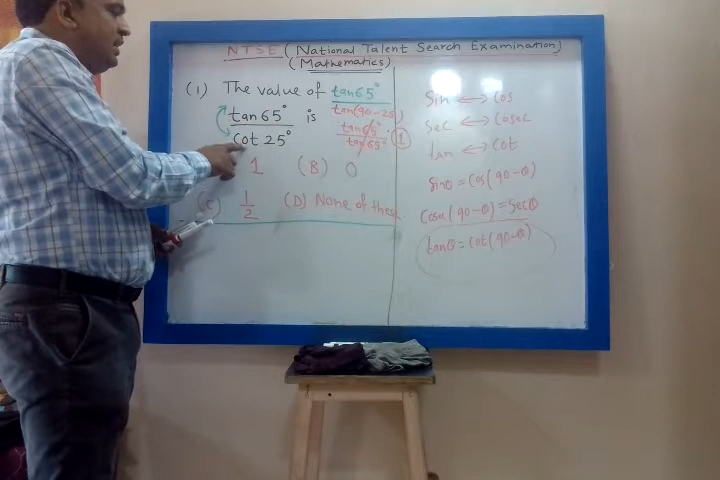 NTSE (National Talent Search Examination)
(Mathematics)
(1) The value of
tan65°
cot 25°
is
tan65°
tan(90-25)
tan65°
tan65°
1
1 (B) 0
(C) 1/2 (D) None of these
Sin ↔ Cos
Sec ↔ Cosec
tan ↔ Cot
Sinθ = Cos(90-θ)
Cosec(90-θ) = Secθ
tanθ = Cot(90-θ)